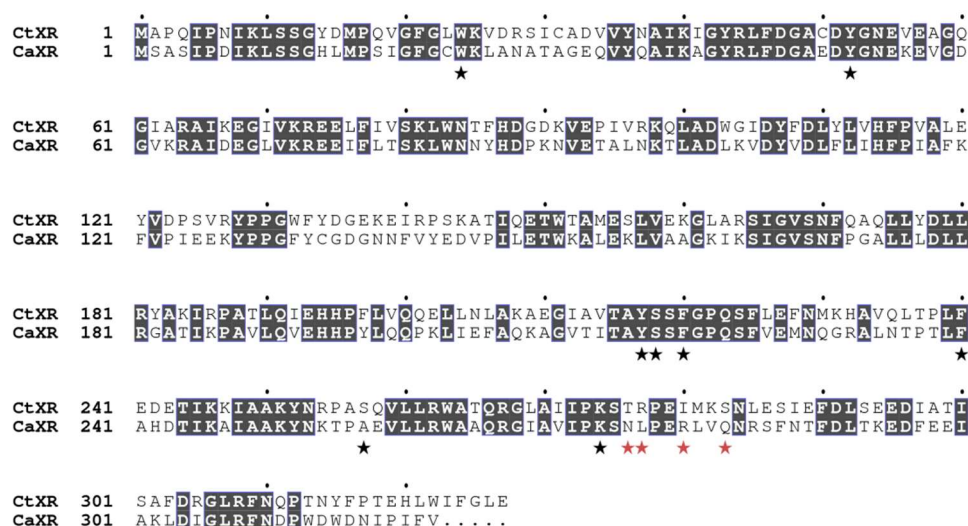 CtXR 1 MAPQIPNIKLSSGYDMPQVGFGLWKVDRSICADVVYNAIKIGYRLFDGACDYGNEVEAGQ
CaXR 1 MSASIPDIKLSSGHLMPSIGFGCWKLANATAGEQVYQAIKAGYRLFDGAEDYGNEKEVGD
CtXR 61 GIARAIKEGIVKREELFIVSKLWNTFHDGDKVEPIVRKQLADWGIDYFDLYLVHFPVALE
CaXR 61 GVKRAIDEGLVKREEIFLTSKLWNNYHDPKNVETALNKTLADLKVDYVDLFLIHFPIAFK
CtXR 121 YVDPSVRYPPGWFYDGEKEIRPSKATIQETWTAMESLVEKGLARSIGVSNFQAQLLYDLL
CaXR 121 FVPIEEKYPPGFYCGDGNNFVYEDVPILETWKALEKLVAAGKIKSIGVSNFPGALLLDLL
CtXR 181 RYAKIRPATLQIEHHPFLVQQELLNLAKAEGIAVTAYSSFGPQSFLEFNMKHAVQLTPLF
CaXR 181 RGATIKPAVLQVEHHPYLQQPKLIEFAQKAGVTITAYSSFGPQSFVEMNQGRALNTPTLF
CtXR 241 EDETIKKIAAKYNRPASQVLLRWATQRGLAIIPKSTRPEIMKSNLESIEFDLSEEDIATI
CaXR 241 AHDTIKAIAAKYNKTPAEVLLRWAAQRGIAVIPKSNLPERLVQNRSFNTFDLTKEDFEEI
CtXR 301 SAFDRGLRFNQPTNYFPTEHLWIFGLE
CaXR 301 AKLDIGLRFNDPWDWDNIPIFV.....